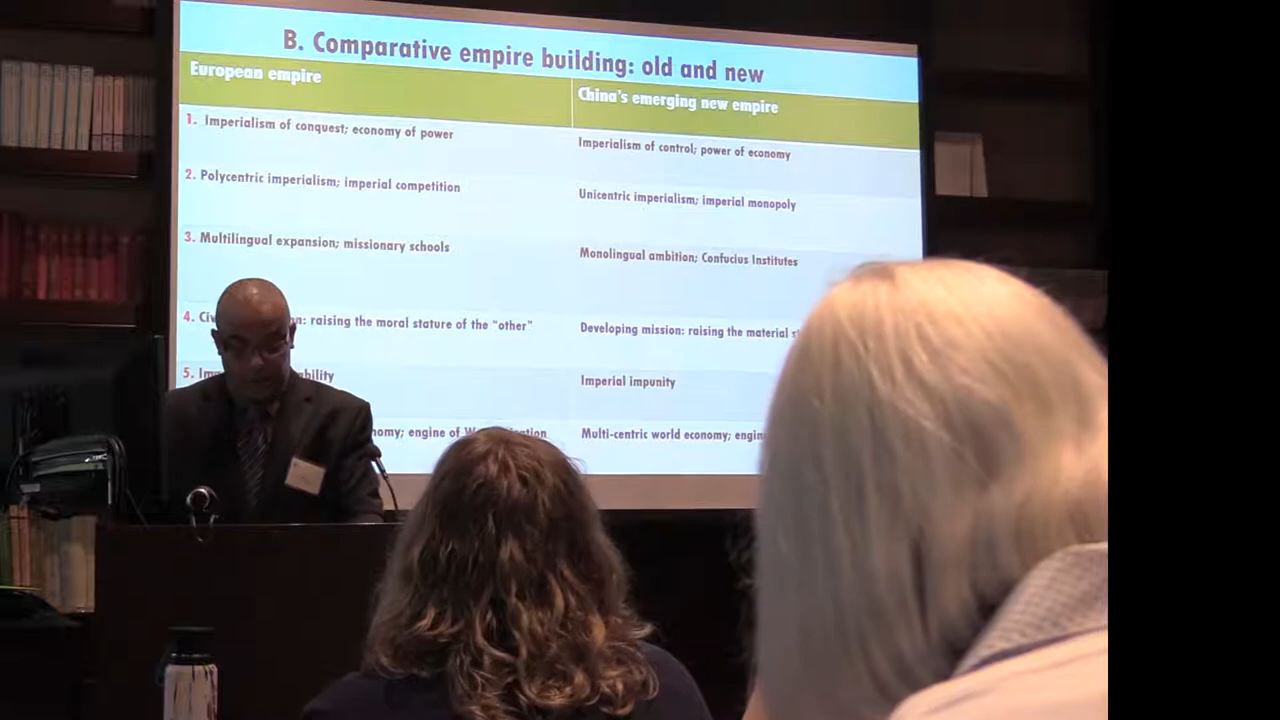 B. Comparative empire building: old and new
European empire
China's emerging new empire
1. Imperialism of conquest; economy of power
Imperialism of control; power of economy
2. Polycentric imperialism; imperial competition
Unicentric imperialism; imperial monopoly
3. Multilingual expansion; missionary schools
Monolingual ambition; Confucius Institutes
4. raising the moral stature of the "other"
Developing mission: raising the material
5.
Imperial impunity
engine of
Multi-centric world economy;